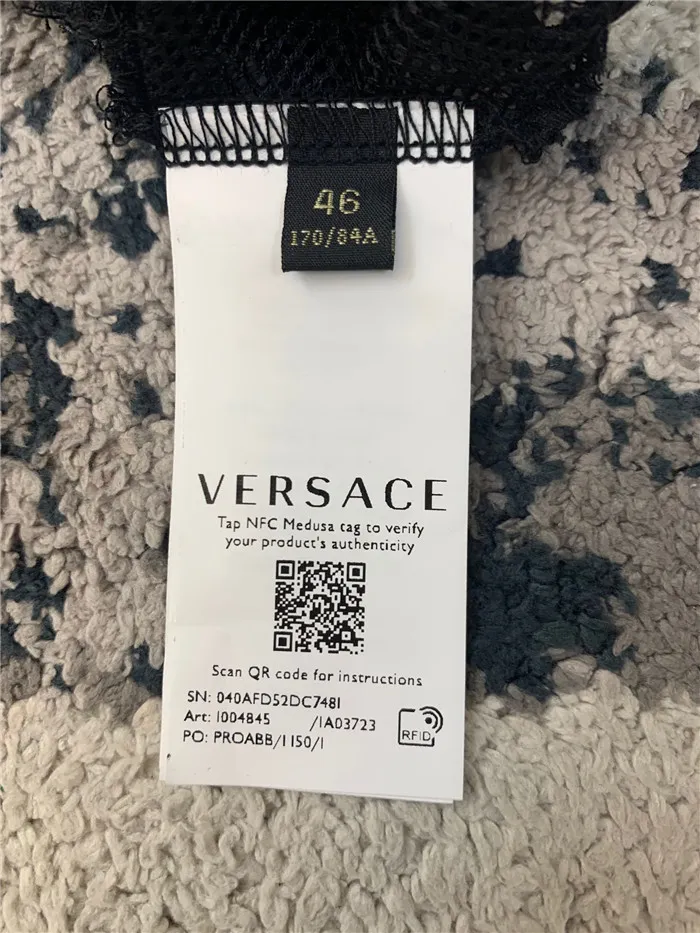 46
170/84A
VERSACE
Tap NFC Medusa tag to verify
your product's authenticity
Scan QR code for instructions
SN: 040AFD52DC7481
Art: 1004845 /1A03723
PO: PROABB/1150/1
RFID